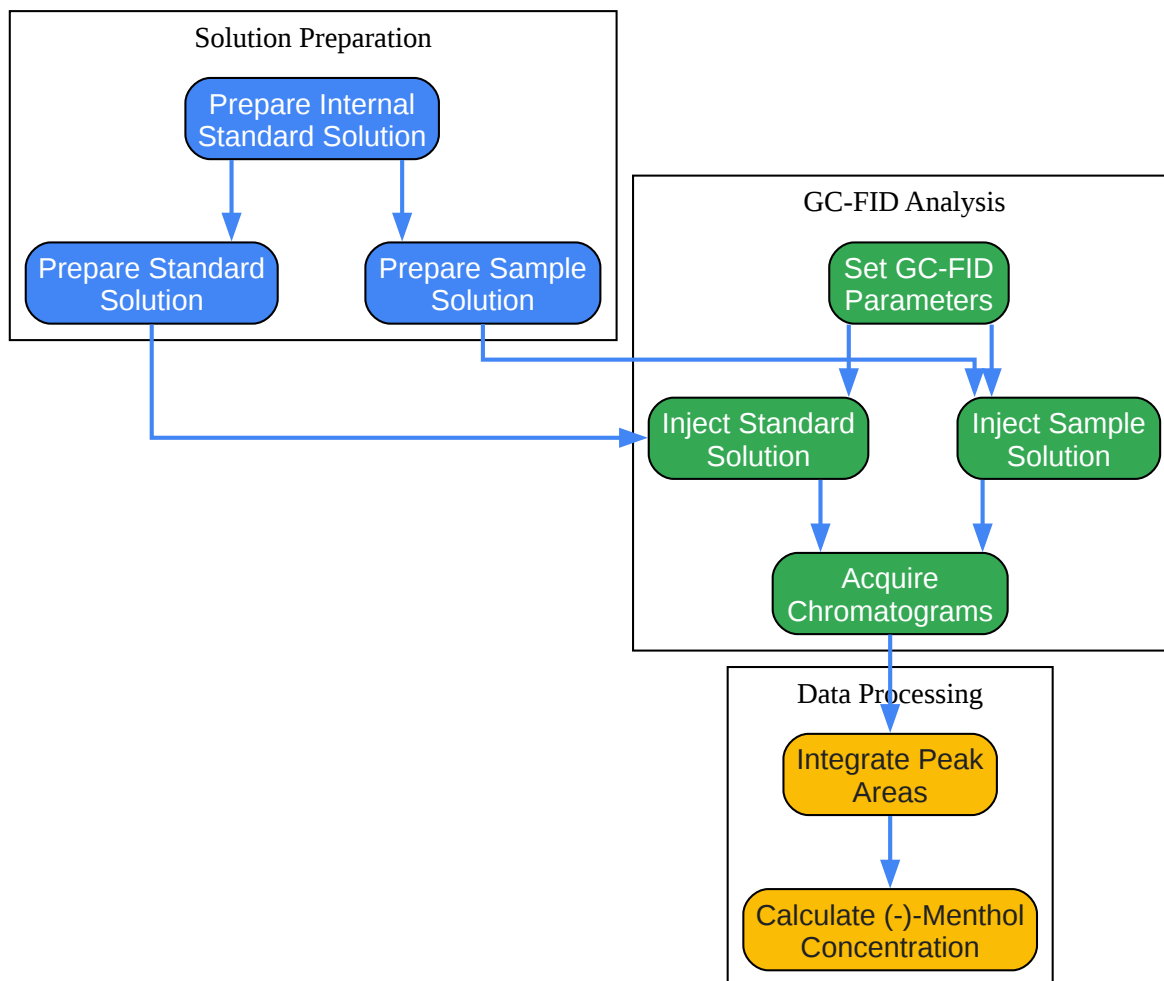 Solution Preparation
Prepare Internal
Standard Solution
Prepare Standard
Solution
Prepare Sample
Solution
GC-FID Analysis
Set GC-FID
Parameters
Inject Standard
Solution
Inject Sample
Solution
Acquire
Chromatograms
Data Processing
Integrate Peak
Areas
Calculate (-)-Menthol
Concentration